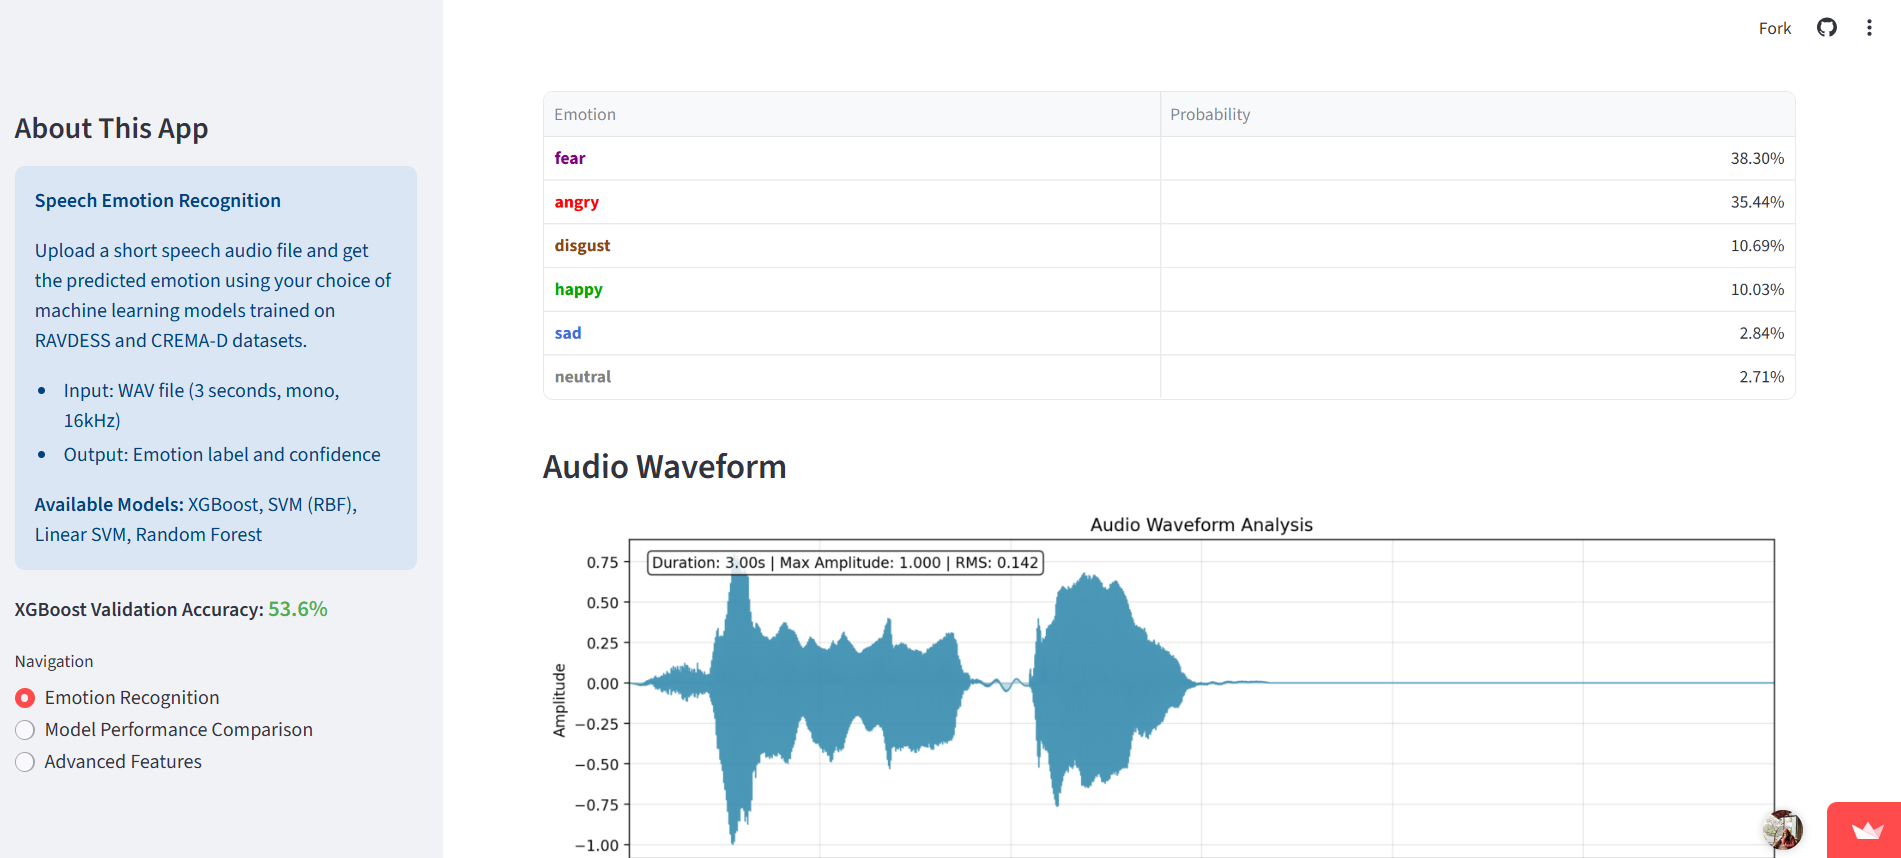 Fork
About This App
Speech Emotion Recognition
Upload a short speech audio file and get
the predicted emotion using your choice of
machine learning models trained on
RAVDESS and CREMA-D datasets.
• Input: WAV file (3 seconds, mono,
16kHz)
• Output: Emotion label and confidence
Available Models: XGBoost, SVM (RBF),
Linear SVM, Random Forest
XGBoost Validation Accuracy: 53.6%
Navigation
Emotion Recognition
Model Performance Comparison
Advanced Features
Emotion Probability
fear 38.30%
angry 35.44%
disgust 10.69%
happy 10.03%
sad 2.84%
neutral 2.71%
Audio Waveform
Audio Waveform Analysis
Duration: 3.00s | Max Amplitude: 1.000 | RMS: 0.142
Amplitude
0.75
0.50
0.25
0.00
−0.25
−0.50
−0.75
−1.00